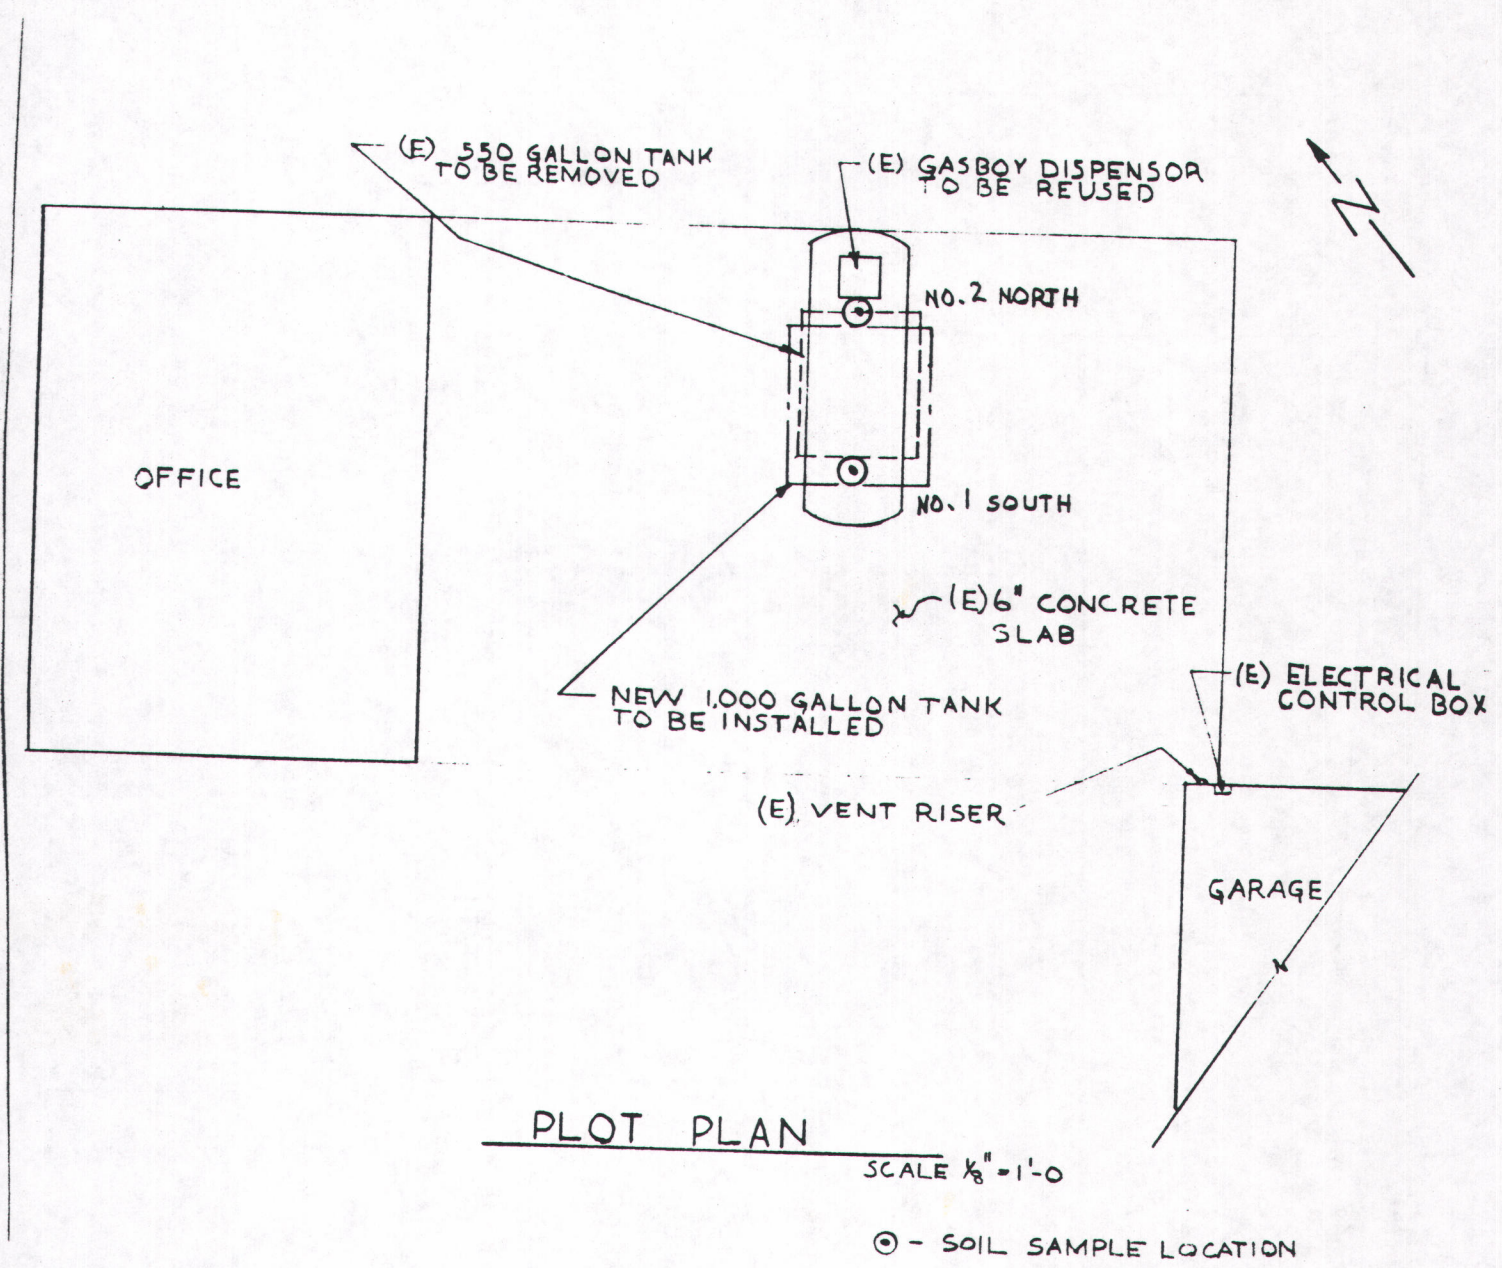 (E) 550 GALLON TANK
TO BE REMOVED
(E) GASBOY DISPENSOR
TO BE REUSED
NO. 2 NORTH
OFFICE
NO. 1 SOUTH
(E) 6" CONCRETE
SLAB
(E) ELECTRICAL
CONTROL BOX
NEW 1,000 GALLON TANK
TO BE INSTALLED
(E) VENT RISER
GARAGE
PLOT PLAN
SCALE 1/8" = 1'-0
- SOIL SAMPLE LOCATION